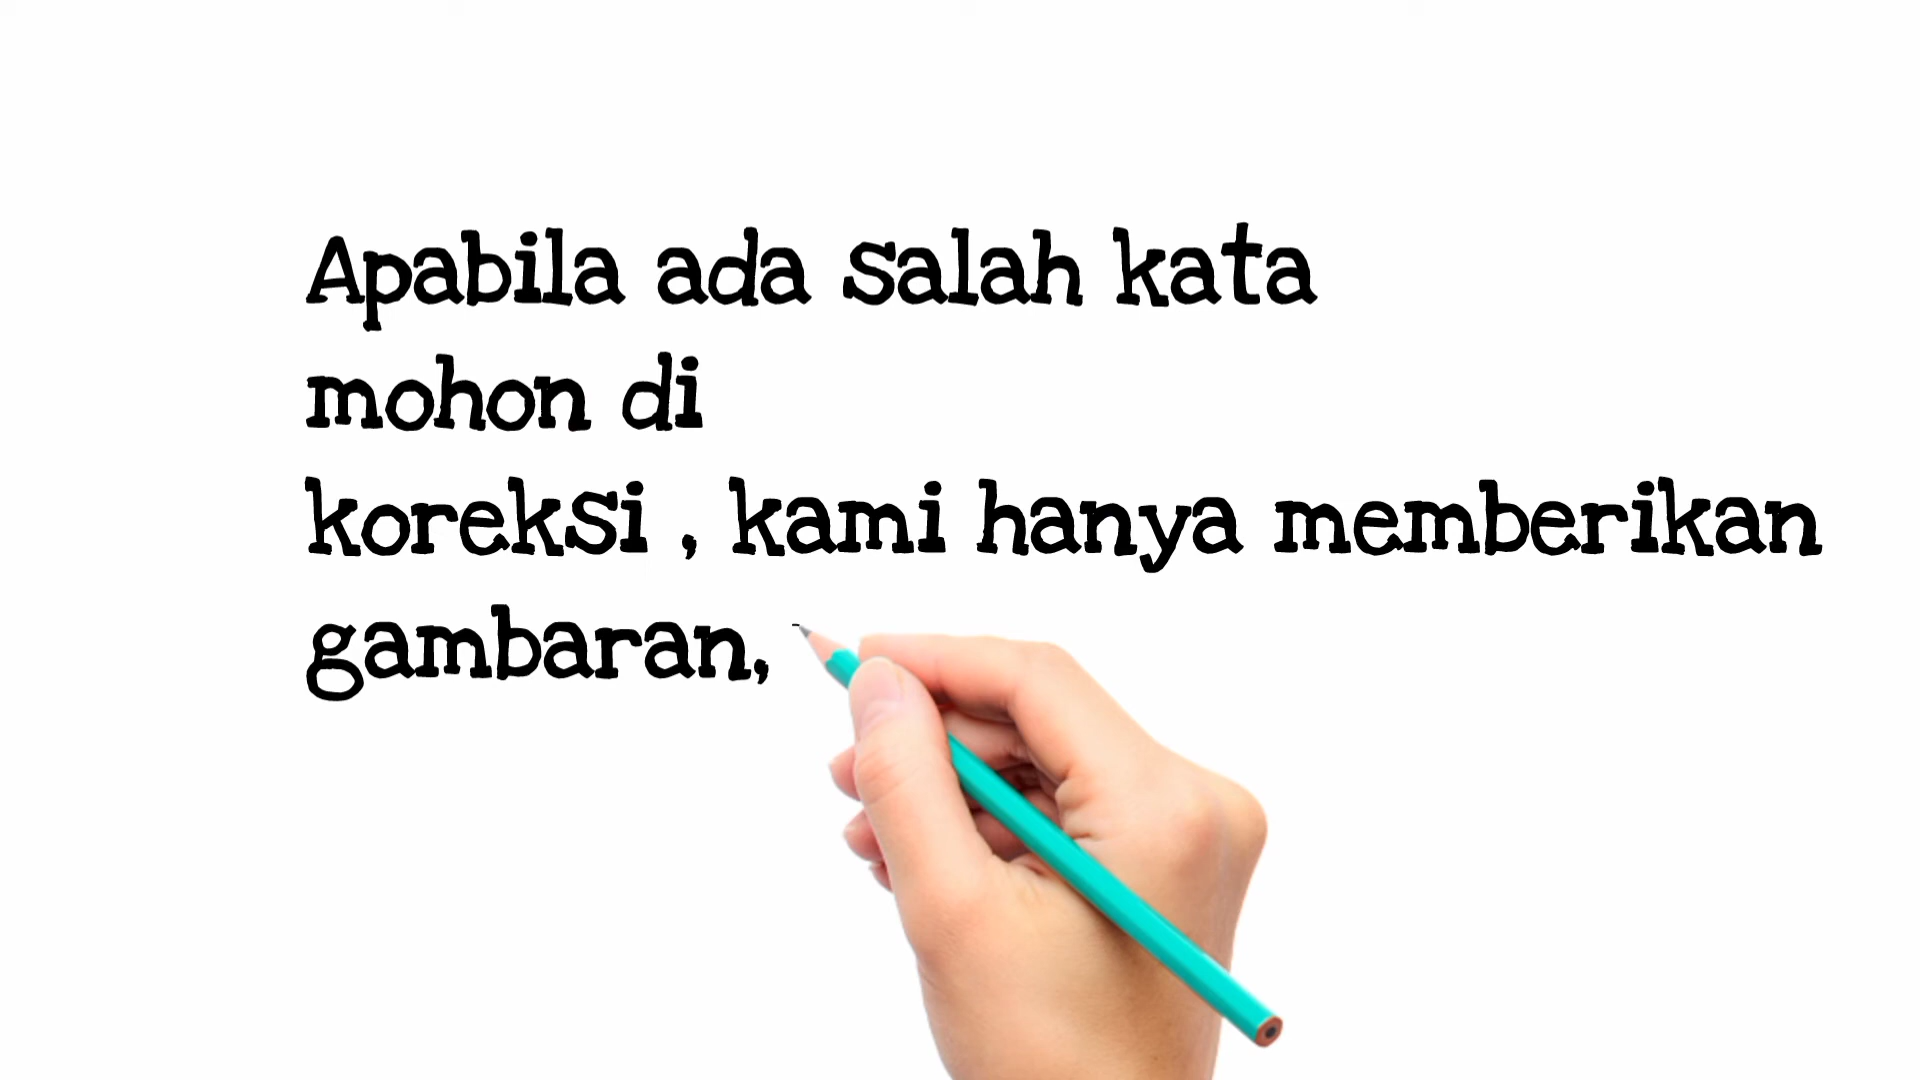 Apabila ada salah kata
mohon di
koreksi , kami hanya memberikan
gambaran,